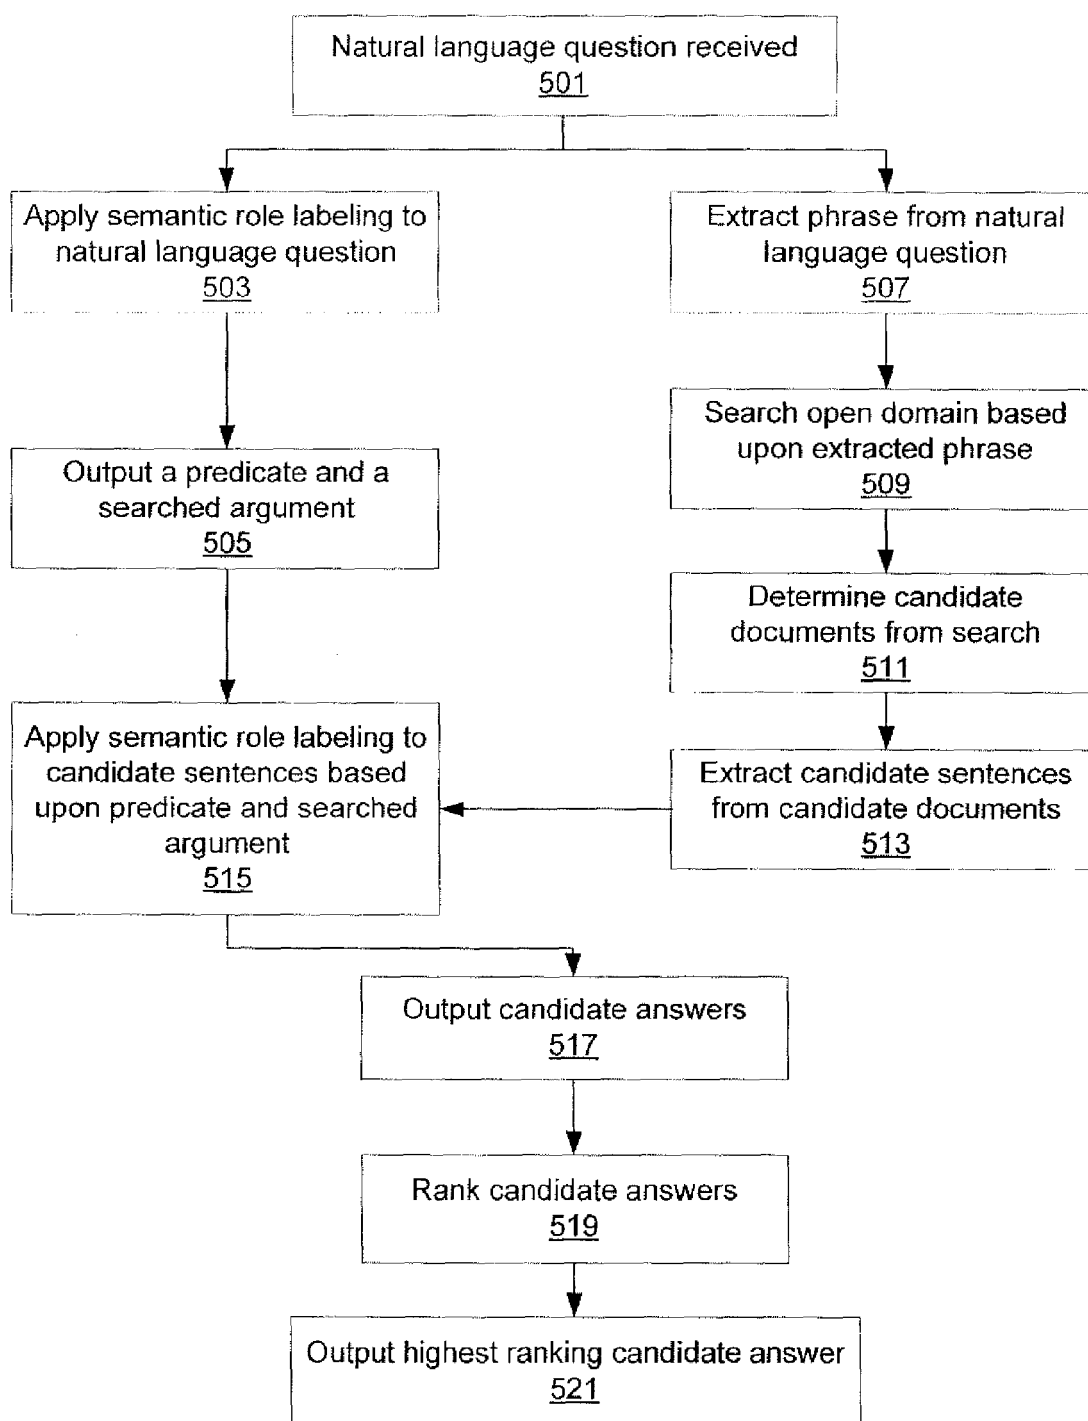 Natural language question received
501
Apply semantic role labeling to
natural language question
503
Extract phrase from natural
language question
507
Search open domain based
upon extracted phrase
509
Output a predicate and a
searched argument
505
Determine candidate
documents from search
511
Apply semantic role labeling to
candidate sentences based
upon predicate and searched
argument
515
Extract candidate sentences
from candidate documents
513
Output candidate answers
517
Rank candidate answers
519
Output highest ranking candidate answer
521